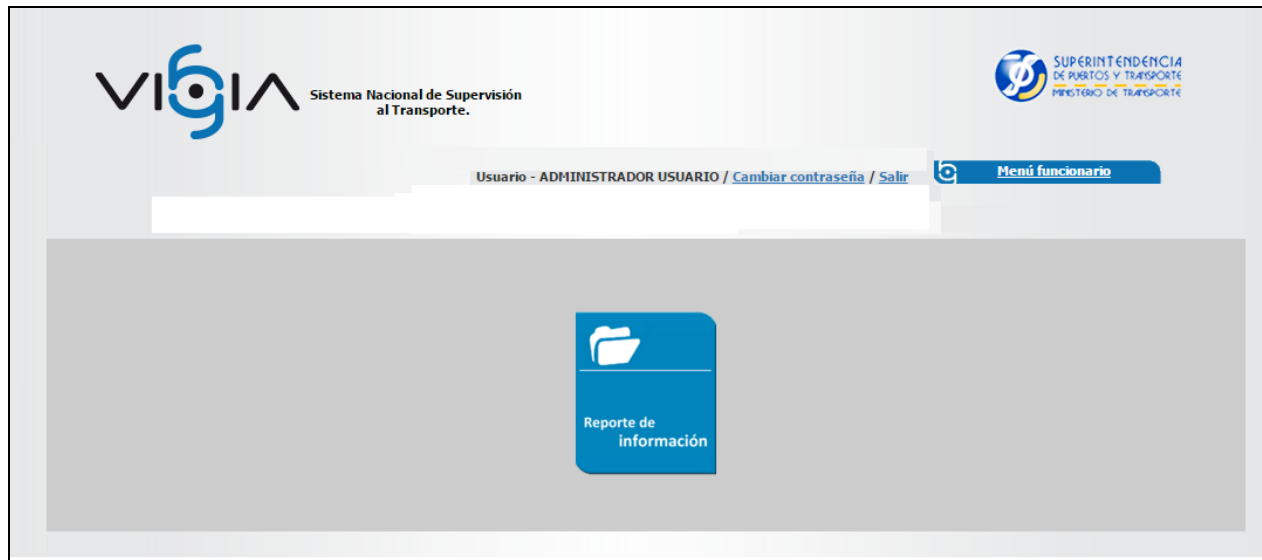 VIGIA
Sistema Nacional de Supervisión
al Transporte.
SUPERINTENDENCIA
DE PUERTOS Y TRANSPORTE
MINISTERIO DE TRANSPORTE
Usuario - ADMINISTRADOR USUARIO / Cambiar contraseña / Salir
Menú funcionario
Reporte de
información